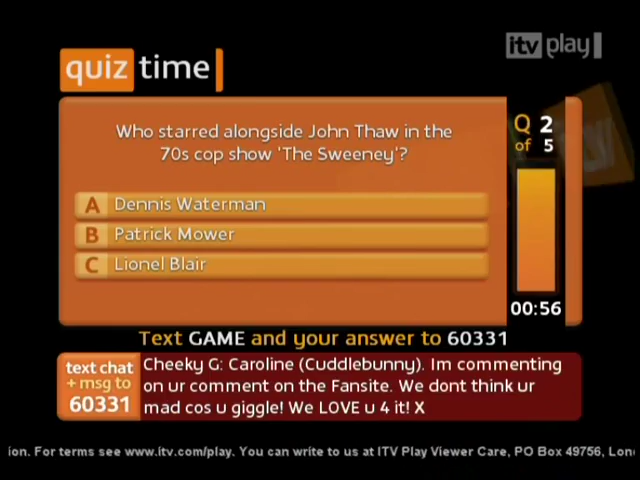 itv play
quiz time
Who starred alongside John Thaw in the
70s cop show 'The Sweeney'?
Q 2
of 5
A Dennis Waterman
B Patrick Mower
C Lionel Blair
00:56
Text GAME and your answer to 60331
text chat
+ msg to
60331
Cheeky G: Caroline (Cuddlebunny). Im commenting
on ur comment on the Fansite. We dont think ur
mad cos u giggle! We LOVE u 4 it! X
ion. For terms see www.itv.com/play. You can write to us at ITV Play Viewer Care, PO Box 49756, Lon